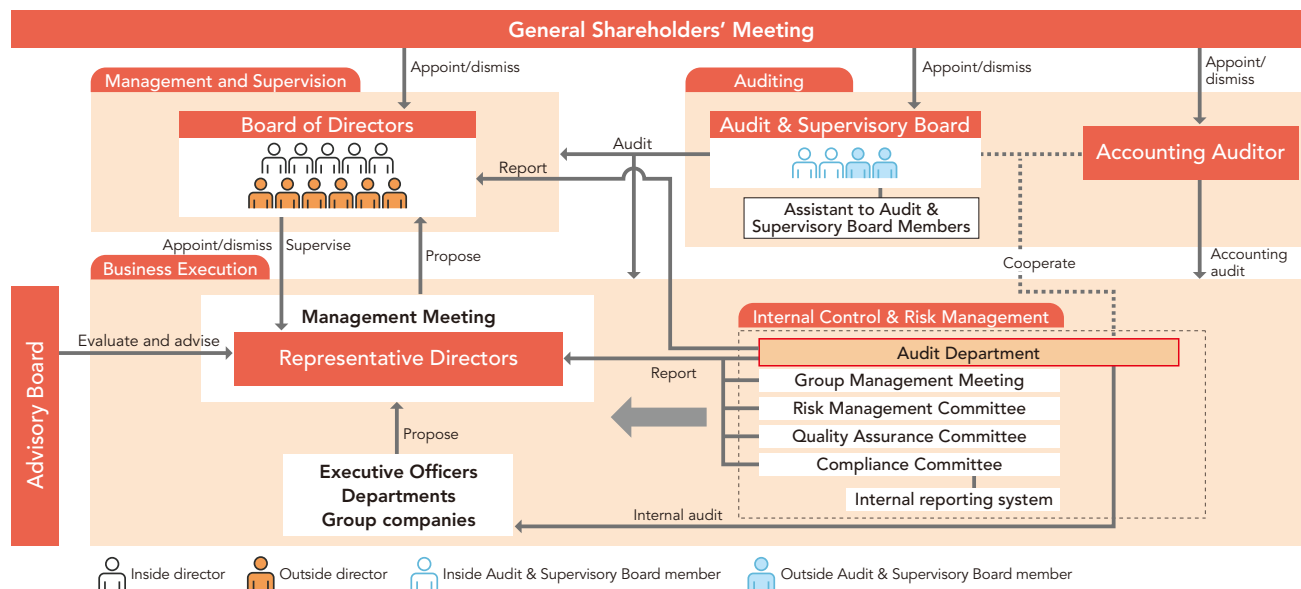 General Shareholders’ Meeting
Appoint/dismiss
Appoint/dismiss
Appoint/
dismiss
Management and Supervision
Auditing
Board of Directors
Audit & Supervisory Board
Accounting Auditor
Audit
Report
Assistant to Audit &
Supervisory Board Members
Appoint/dismiss
Supervise
Propose
Cooperate
Accounting
audit
Business Execution
Advisory Board
Evaluate and advise
Management Meeting
Representative Directors
Internal Control & Risk Management
Audit Department
Report
Group Management Meeting
Risk Management Committee
Quality Assurance Committee
Compliance Committee
Internal reporting system
Propose
Executive Officers
Departments
Group companies
Internal audit
Inside director
Outside director
Inside Audit & Supervisory Board member
Outside Audit & Supervisory Board member